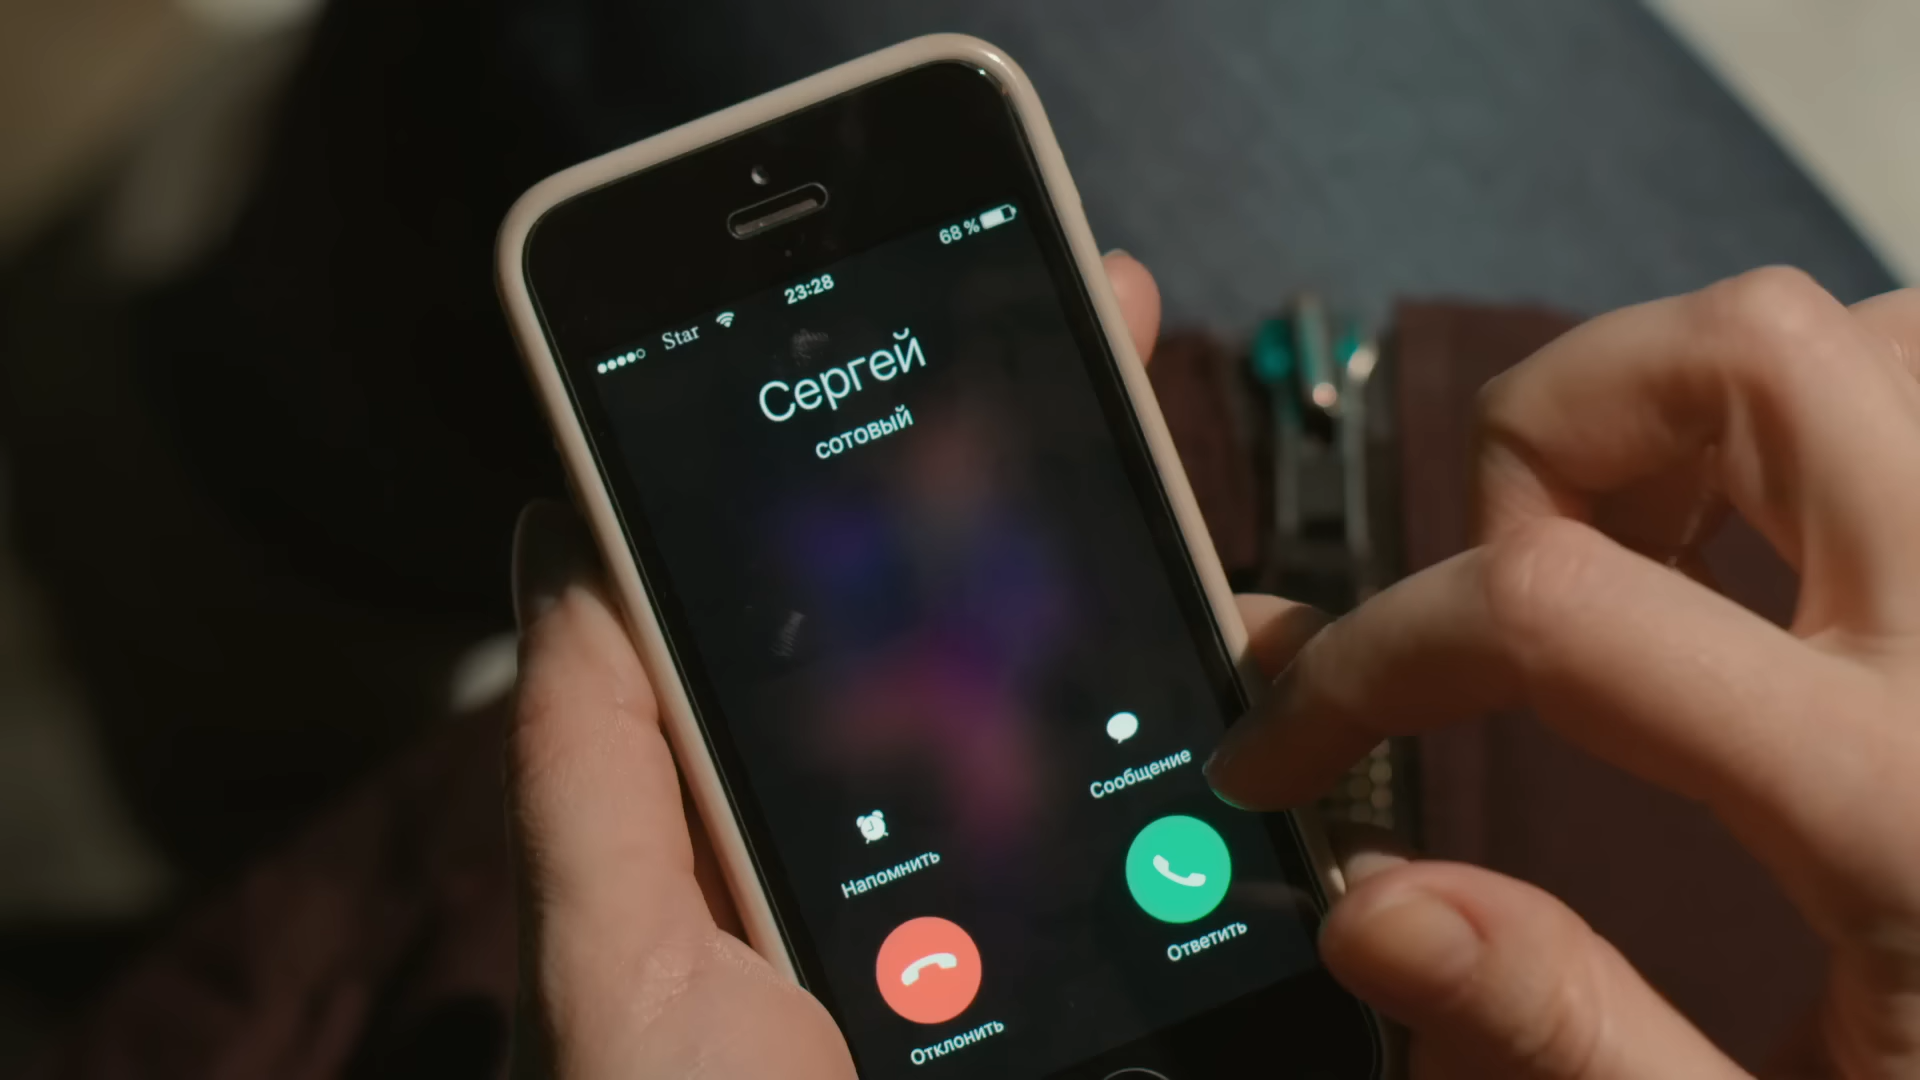 Star 23:28 68 %
Сергей
сотовый
Напомнить Сообщение
Отклонить Ответить